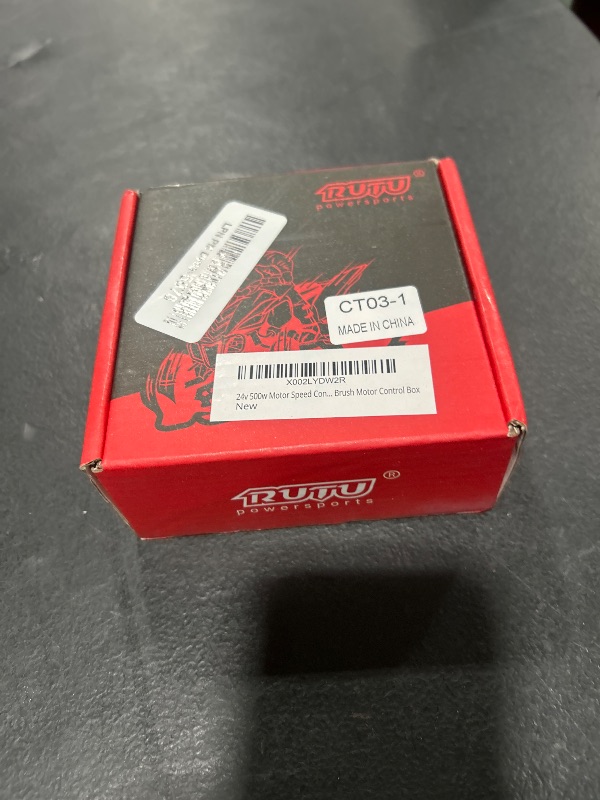 RUTU®
powersports
CT03-1
MADE IN CHINA
X002LYDW2R
24v 500w Motor Speed Con... Brush Motor Control Box
New
RUTU®
powersports